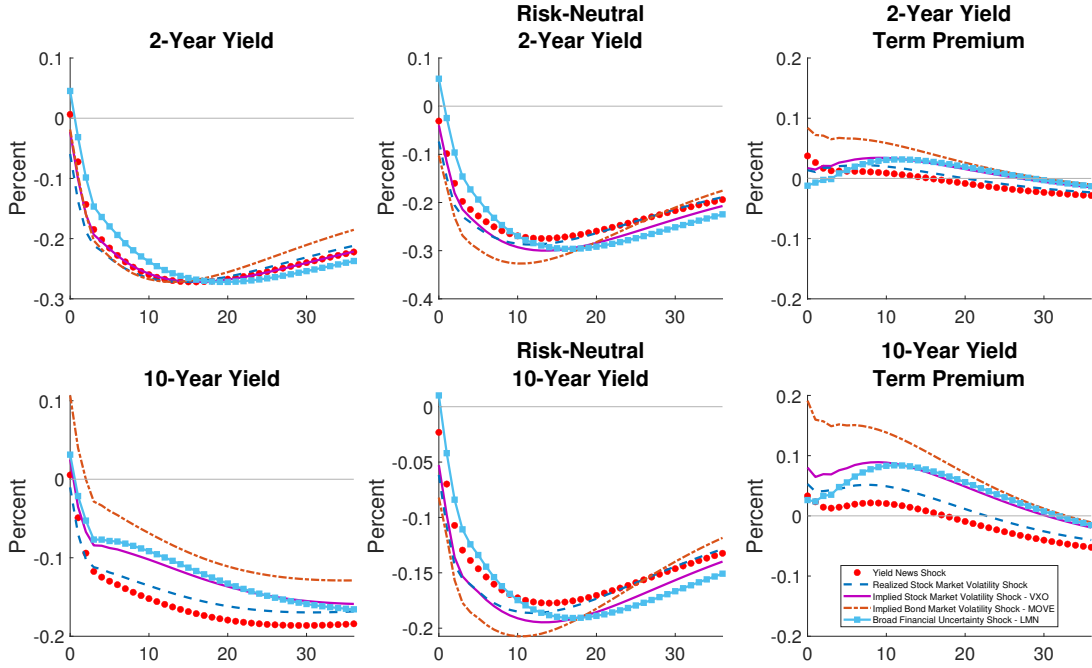 2-Year Yield
0.1
0
-0.1
-0.2
-0.3
Percent
0 10 20 30
Risk-Neutral
2-Year Yield
0.1
0
-0.1
-0.2
-0.3
-0.4
Percent
0 10 20 30
2-Year Yield
Term Premium
0.2
0.1
0
-0.1
-0.2
Percent
0 10 20 30
10-Year Yield
0.1
0
-0.1
-0.2
Percent
0 10 20 30
Risk-Neutral
10-Year Yield
0
-0.05
-0.1
-0.15
-0.2
Percent
0 10 20 30
10-Year Yield
Term Premium
0.2
0.1
0
-0.1
-0.2
Percent
0 10 20 30
Yield News Shock
Realized Stock Market Volatility Shock
Implied Stock Market Volatility Shock - VXO
Implied Bond Market Volatility Shock - MOVE
Broad Financial Uncertainty Shock - LMN